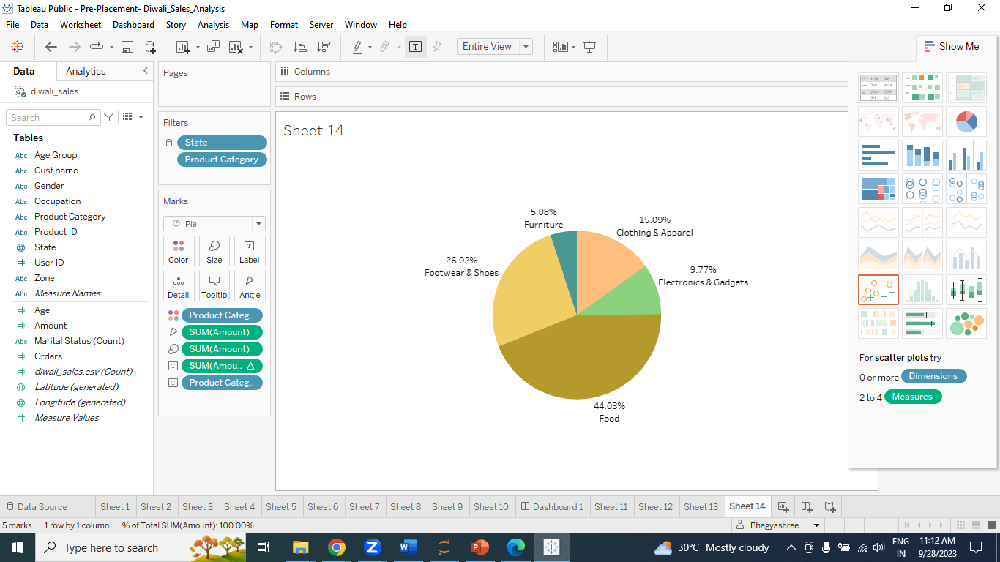 Tableau Public - Pre-Placement- Diwali_Sales_Analysis
File Data Worksheet Dashboard Story Analysis Map Format Server Window Help
Entire View
Show Me
Data Analytics
diwali_sales
Search
Tables
Abc Age Group
Abc Cust name
Abc Gender
Abc Occupation
Abc Product Category
Abc Product ID
State
User ID
Abc Zone
Abc Measure Names
Age
Amount
Abc Marital Status (Count)
Orders
diwali_sales.csv (Count)
Latitude (generated)
Longitude (generated)
Measure Values
Pages
Filters
State
Product Category
Marks
Pie
Color Size Label
Detail Tooltip Angle
Product Categ..
SUM(Amount)
SUM(Amount)
SUM(Amou.. Δ
Product Categ..
Columns
Rows
Sheet 14
5.08%
Furniture
15.09%
Clothing & Apparel
26.02%
Footwear & Shoes
9.77%
Electronics & Gadgets
44.03%
Food
For scatter plots try
0 or more Dimensions
2 to 4 Measures
Data Source Sheet 1 Sheet 2 Sheet 3 Sheet 4 Sheet 5 Sheet 6 Sheet 7 Sheet 8 Sheet 9 Sheet 10 Dashboard 1 Sheet 11 Sheet 12 Sheet 13 Sheet 14
5 marks 1 row by 1 column % of Total SUM(Amount): 100.00%
Bhagyashree ...
Type here to search
30°C Mostly cloudy
ENG
IN
11:12 AM
9/28/2023